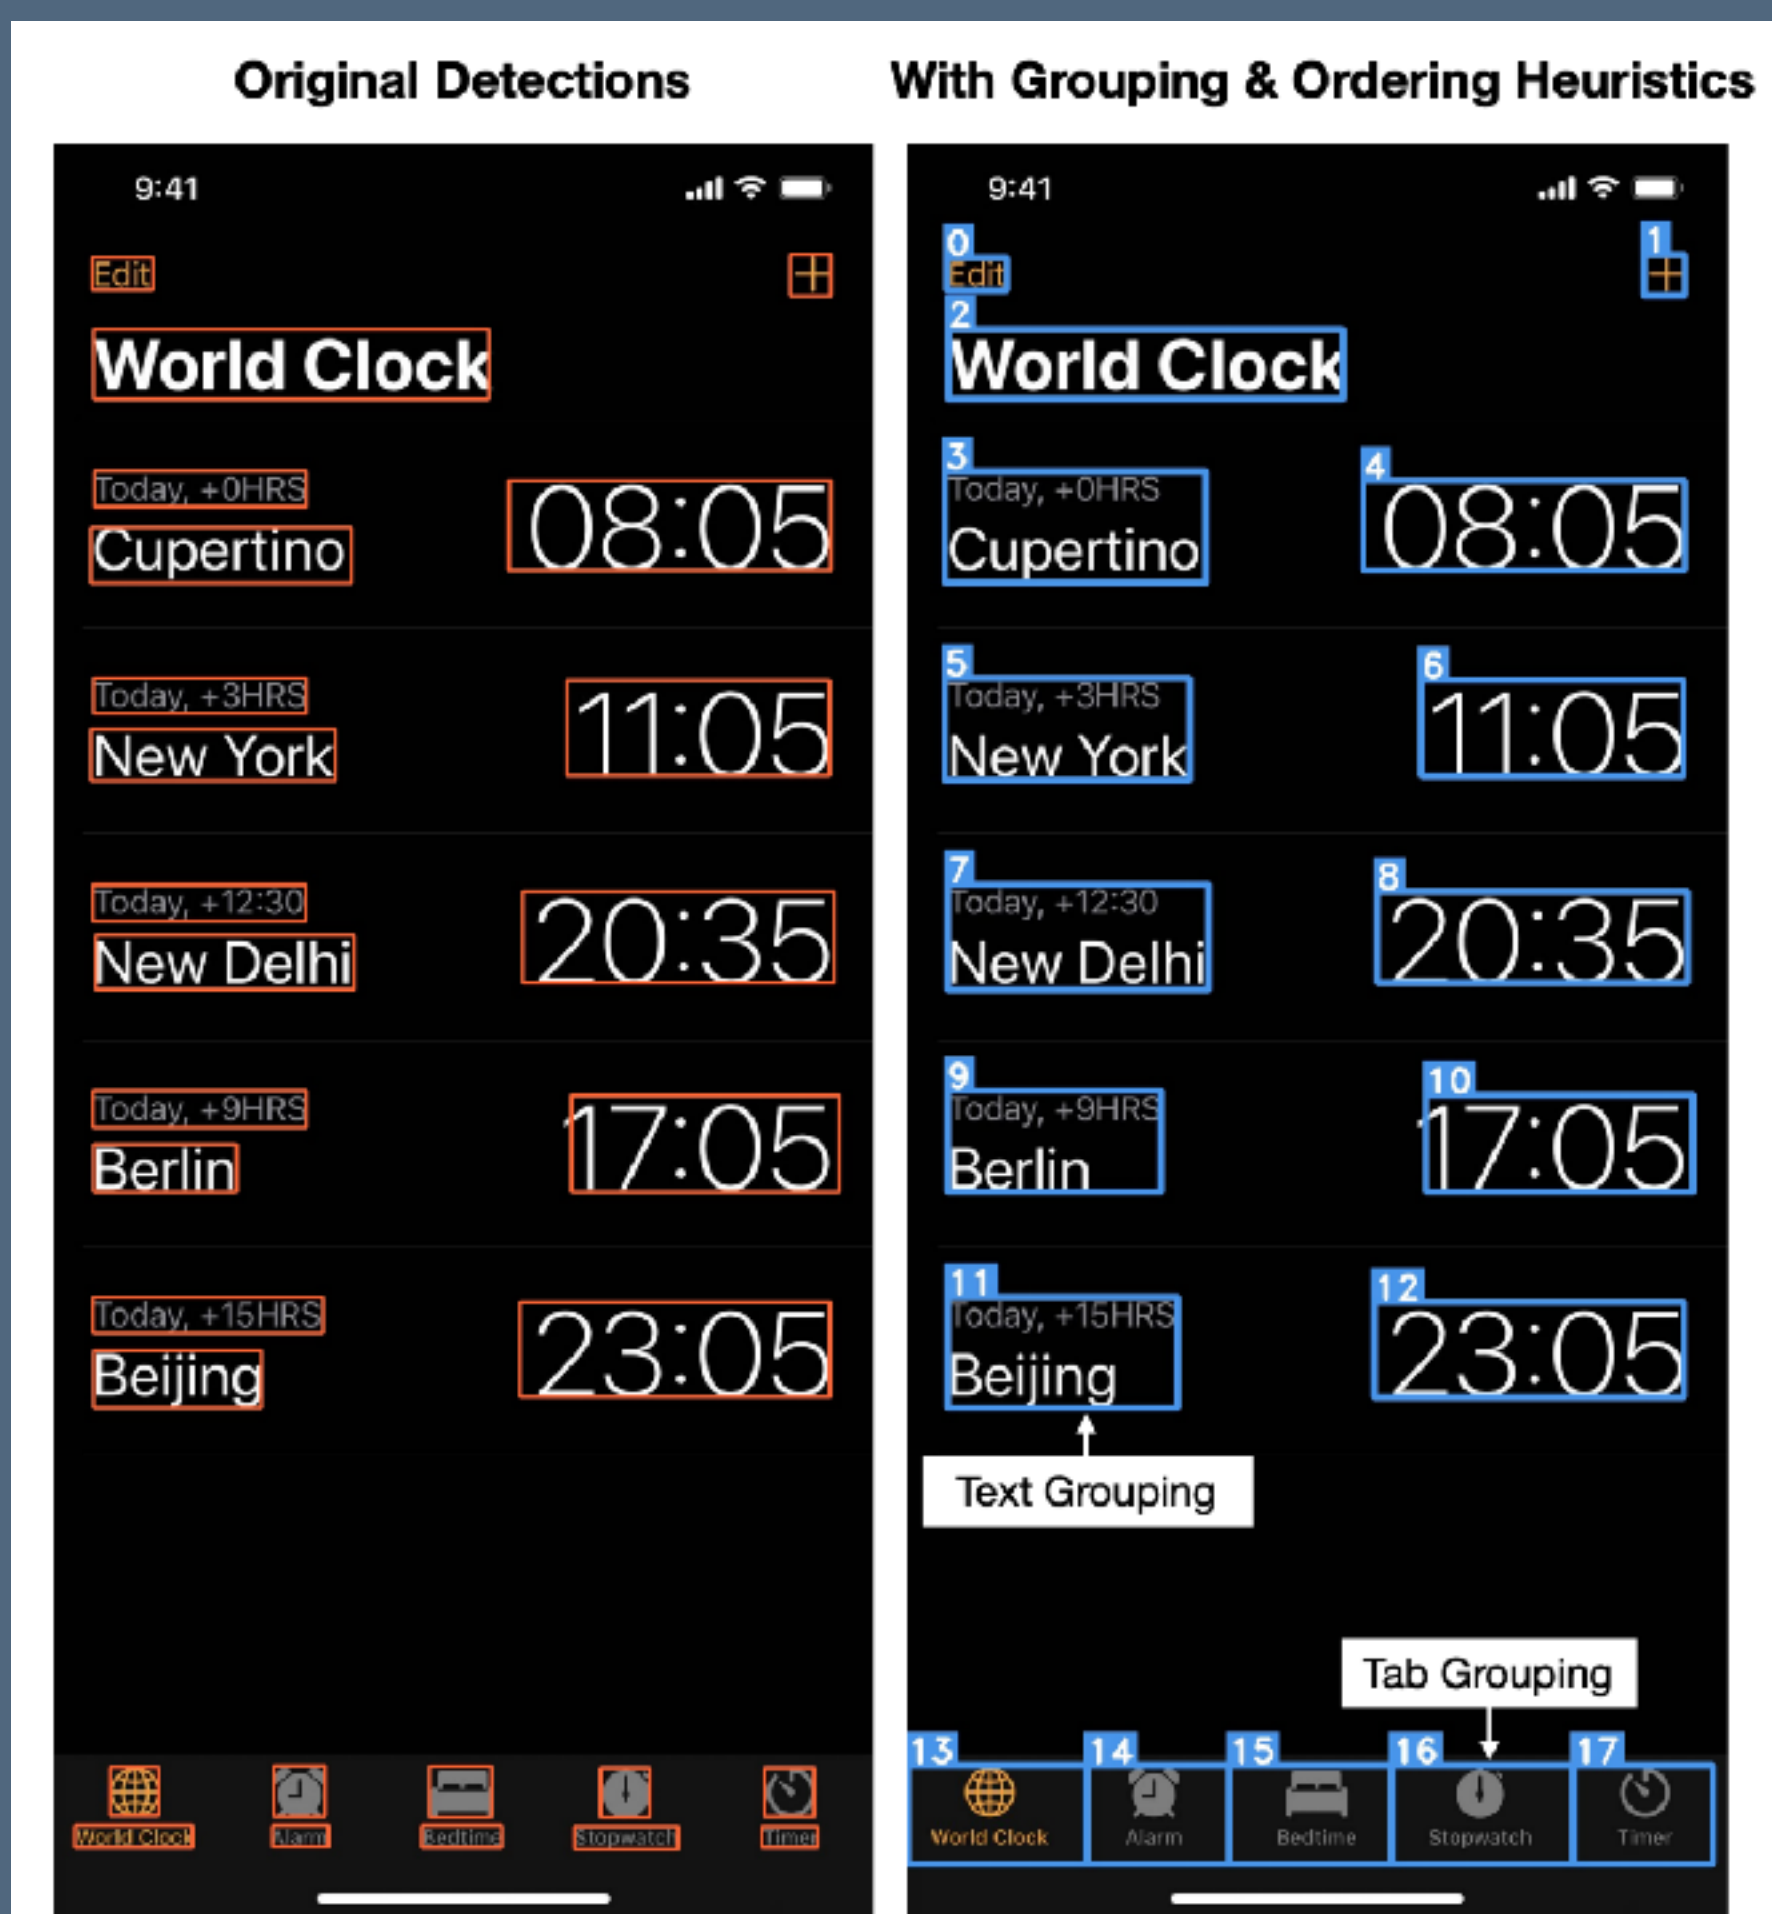 Original Detections
9:41
Edit
World Clock
Today, +0HRS
Cupertino
08:05
Today, +3HRS
New York
11:05
Today, +12:30
New Delhi
20:35
Today, +9HRS
Berlin
17:05
Today, +15HRS
Beijing
23:05
World Clock
Alarm
Bedtime
Stopwatch
Timer
With Grouping & Ordering Heuristics
9:41
0
1
Edit
2
World Clock
3
Today, +0HRS
Cupertino
4
08:05
5
Today, +3HRS
New York
6
11:05
7
Today, +12:30
New Delhi
8
20:35
9
Today, +9HRS
Berlin
10
17:05
11
Today, +15HRS
Beijing
12
23:05
Text Grouping
Tab Grouping
13
World Clock
14
Alarm
15
Bedtime
16
Stopwatch
17
Timer